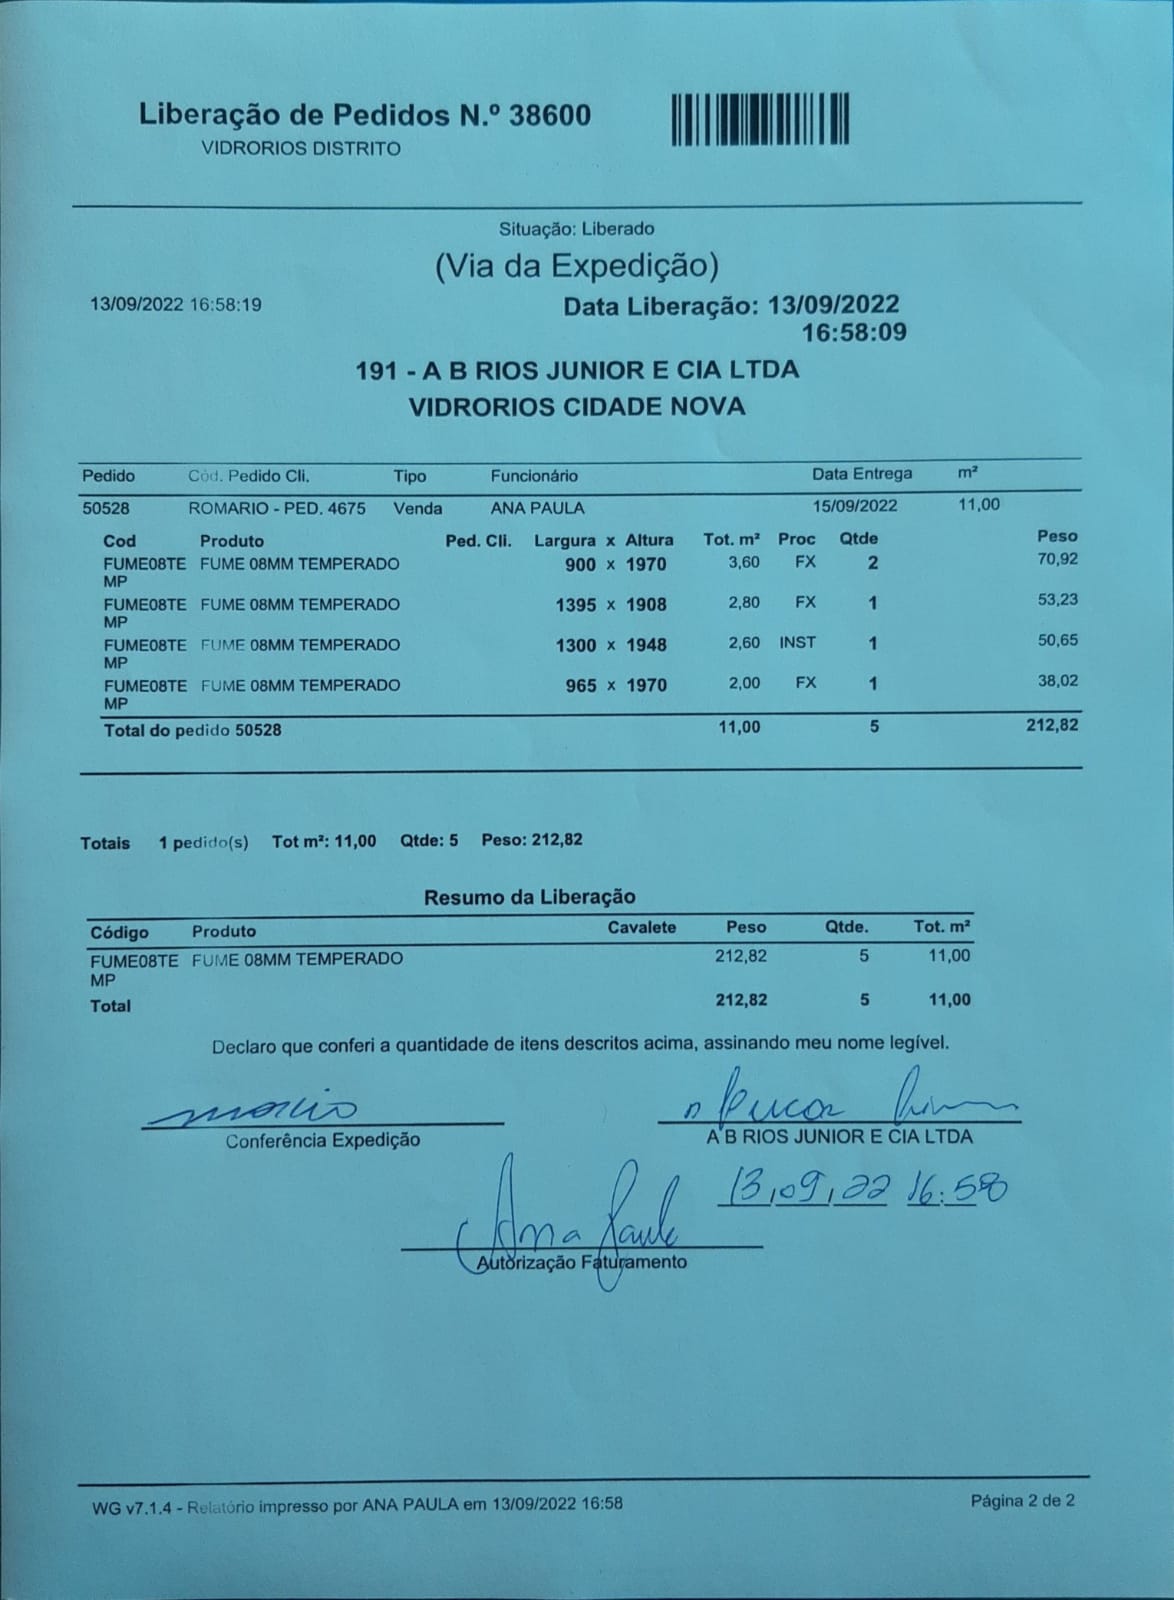 Liberação de Pedidos N.º 38600
VIDRORIOS DISTRITO
Situação: Liberado
(Via da Expedição)
13/09/2022 16:58:19
Data Liberação: 13/09/2022
16:58:09
191 - A B RIOS JUNIOR E CIA LTDA
VIDRORIOS CIDADE NOVA
Pedido Cód. Pedido Cli. Tipo Funcionário Data Entrega m²
50528 ROMARIO - PED. 4675 Venda ANA PAULA 15/09/2022 11,00
Cod Produto Ped. Cli. Largura x Altura Tot. m² Proc Qtde Peso
FUME08TE FUME 08MM TEMPERADO 900 x 1970 3,60 FX 2 70,92
MP
FUME08TE FUME 08MM TEMPERADO 1395 x 1908 2,80 FX 1 53,23
MP
FUME08TE FUME 08MM TEMPERADO 1300 x 1948 2,60 INST 1 50,65
MP
FUME08TE FUME 08MM TEMPERADO 965 x 1970 2,00 FX 1 38,02
MP
Total do pedido 50528 11,00 5 212,82
Totais 1 pedido(s) Tot m²: 11,00 Qtde: 5 Peso: 212,82
Resumo da Liberação
Código Produto Cavalete Peso Qtde. Tot. m²
FUME08TE FUME 08MM TEMPERADO 212,82 5 11,00
MP
Total 212,82 5 11,00
Declaro que conferi a quantidade de itens descritos acima, assinando meu nome legível.
Conferência Expedição
A B RIOS JUNIOR E CIA LTDA
13,09,22 16:58
Ana Paula
Autorização Faturamento
WG v7.1.4 - Relatório impresso por ANA PAULA em 13/09/2022 16:58
Página 2 de 2